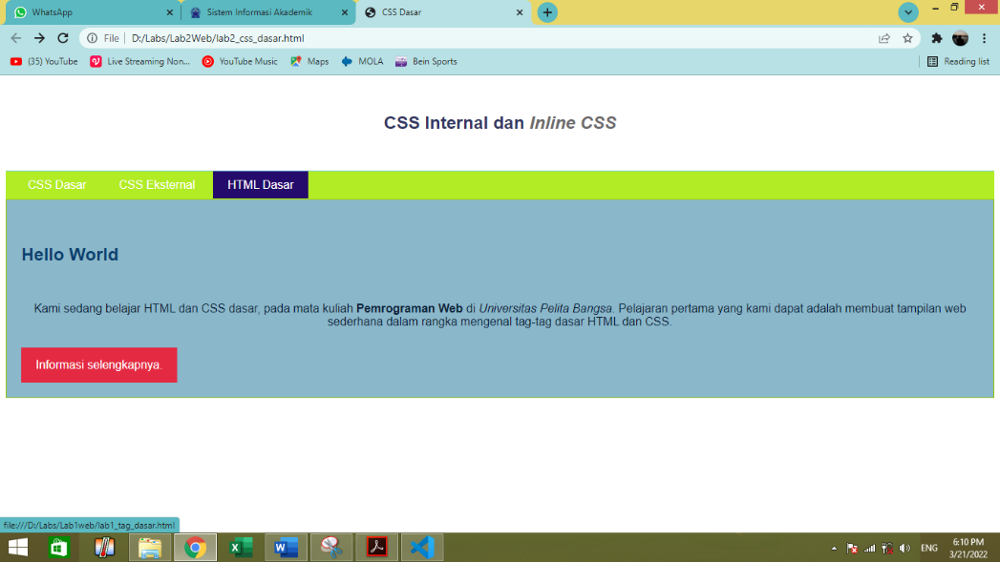 WhatsApp
Sistem Informasi Akademik
CSS Dasar
File
D:/Labs/Lab2Web/lab2_css_dasar.html
(35) YouTube
Live Streaming Non...
YouTube Music
Maps
MOLA
Bein Sports
Reading list
CSS Internal dan Inline CSS
CSS Dasar
CSS Eksternal
HTML Dasar
Hello World
Kami sedang belajar HTML dan CSS dasar, pada mata kuliah Pemrograman Web di Universitas Pelita Bangsa. Pelajaran pertama yang kami dapat adalah membuat tampilan web
sederhana dalam rangka mengenal tag-tag dasar HTML dan CSS.
Informasi selengkapnya.
file:///D:/Labs/Lab1web/lab1_tag_dasar.html
ENG
6:10 PM
3/21/2022